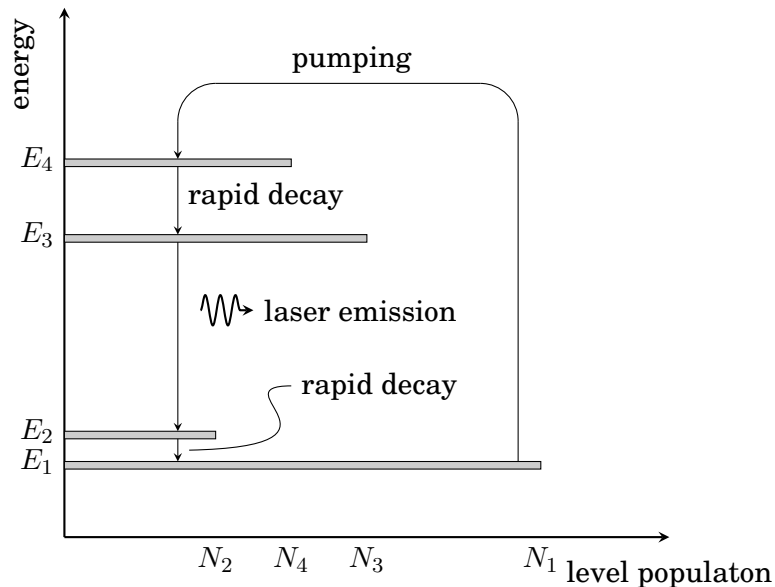 energy
pumping
E₄
rapid decay
E₃
laser emission
rapid decay
E₂
E₁
N₂ N₄ N₃ N₁
level populaton